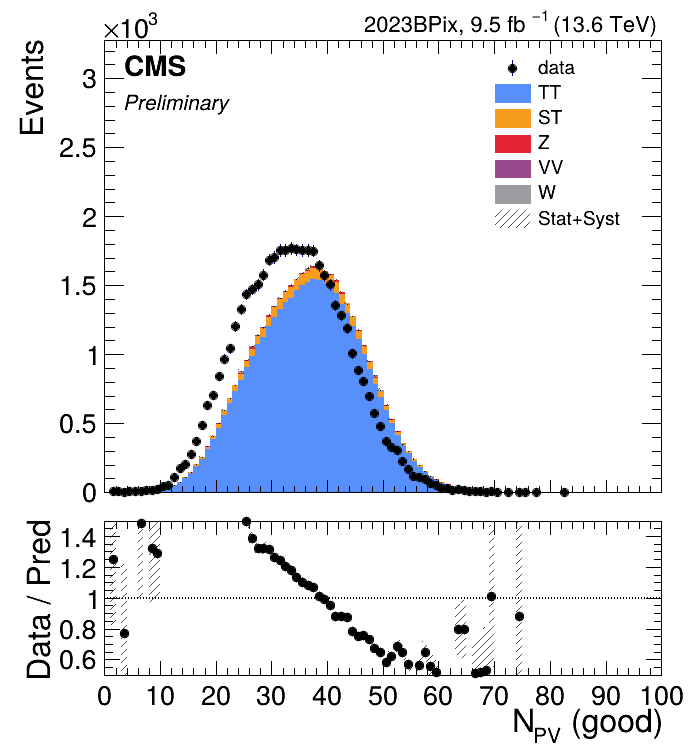 ×10³
2023BPix, 9.5 fb ⁻¹ (13.6 TeV)
Events
CMS
Preliminary
data
TT
ST
Z
VV
W
Stat+Syst
3
2.5
2
1.5
1
0.5
0
Data / Pred
1.4
1.2
1
0.8
0.6
0 10 20 30 40 50 60 70 80 90 100
N_PV (good)